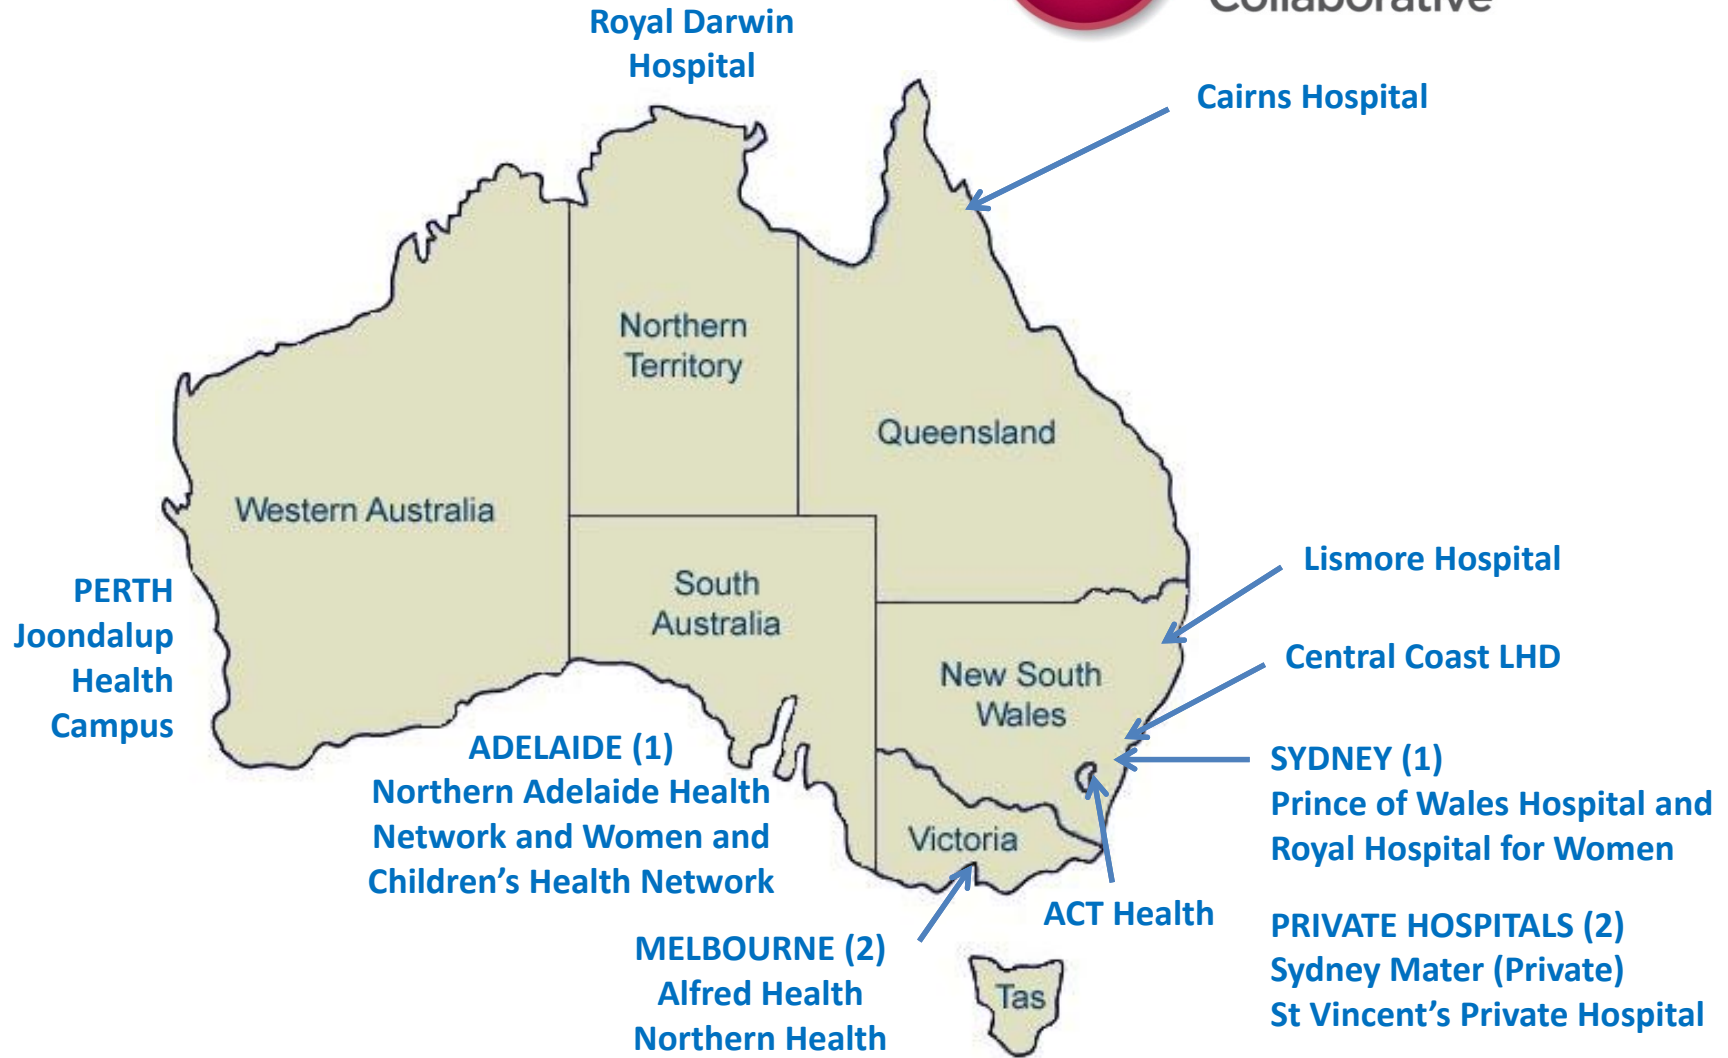 Collaborative
Royal Darwin
Hospital
Cairns Hospital
Northern
Territory
Queensland
Western Australia
South
Australia
New South
Wales
Victoria
Tas
PERTH
Joondalup
Health
Campus
ADELAIDE (1)
Northern Adelaide Health
Network and Women and
Children’s Health Network
MELBOURNE (2)
Alfred Health
Northern Health
ACT Health
Lismore Hospital
Central Coast LHD
SYDNEY (1)
Prince of Wales Hospital and
Royal Hospital for Women
PRIVATE HOSPITALS (2)
Sydney Mater (Private)
St Vincent’s Private Hospital